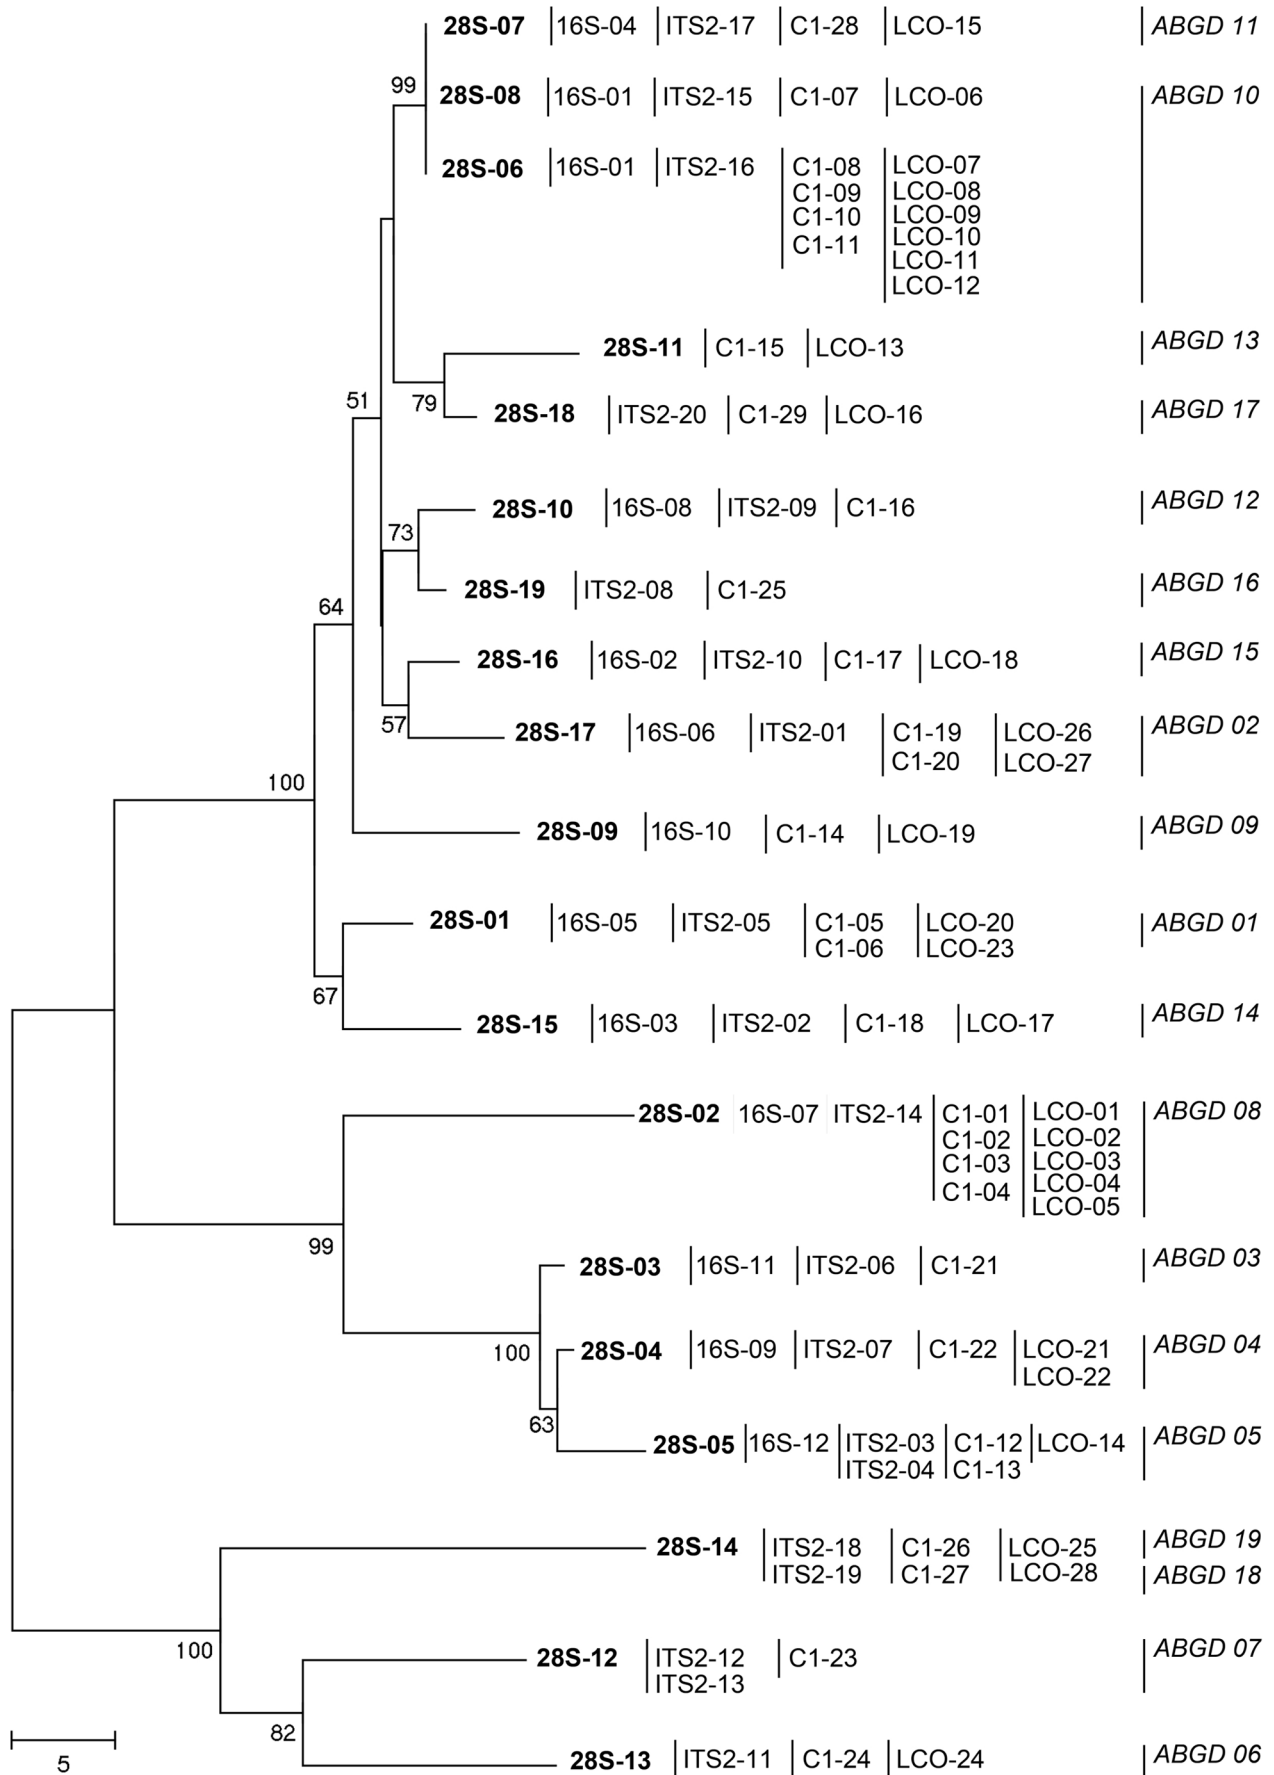 28S-07 16S-04 ITS2-17 C1-28 LCO-15 ABGD 11
99
28S-08 16S-01 ITS2-15 C1-07 LCO-06 ABGD 10
28S-06 16S-01 ITS2-16 C1-08 LCO-07
C1-09 LCO-08
C1-10 LCO-09
C1-11 LCO-10
LCO-11
LCO-12
28S-11 C1-15 LCO-13 ABGD 13
79
28S-18 ITS2-20 C1-29 LCO-16 ABGD 17
51
28S-10 16S-08 ITS2-09 C1-16 ABGD 12
73
28S-19 ITS2-08 C1-25 ABGD 16
64
28S-16 16S-02 ITS2-10 C1-17 LCO-18 ABGD 15
57
28S-17 16S-06 ITS2-01 C1-19 LCO-26 ABGD 02
C1-20 LCO-27
100
28S-09 16S-10 C1-14 LCO-19 ABGD 09
28S-01 16S-05 ITS2-05 C1-05 LCO-20 ABGD 01
C1-06 LCO-23
67
28S-15 16S-03 ITS2-02 C1-18 LCO-17 ABGD 14
28S-02 16S-07 ITS2-14 C1-01 LCO-01 ABGD 08
C1-02 LCO-02
C1-03 LCO-03
C1-04 LCO-04
LCO-05
99
28S-03 16S-11 ITS2-06 C1-21 ABGD 03
100
28S-04 16S-09 ITS2-07 C1-22 LCO-21 ABGD 04
LCO-22
63
28S-05 16S-12 ITS2-03 C1-12 LCO-14 ABGD 05
ITS2-04 C1-13
28S-14 ITS2-18 C1-26 LCO-25 ABGD 19
ITS2-19 C1-27 LCO-28 ABGD 18
100
28S-12 ITS2-12 C1-23 ABGD 07
ITS2-13
82
28S-13 ITS2-11 C1-24 LCO-24 ABGD 06
5